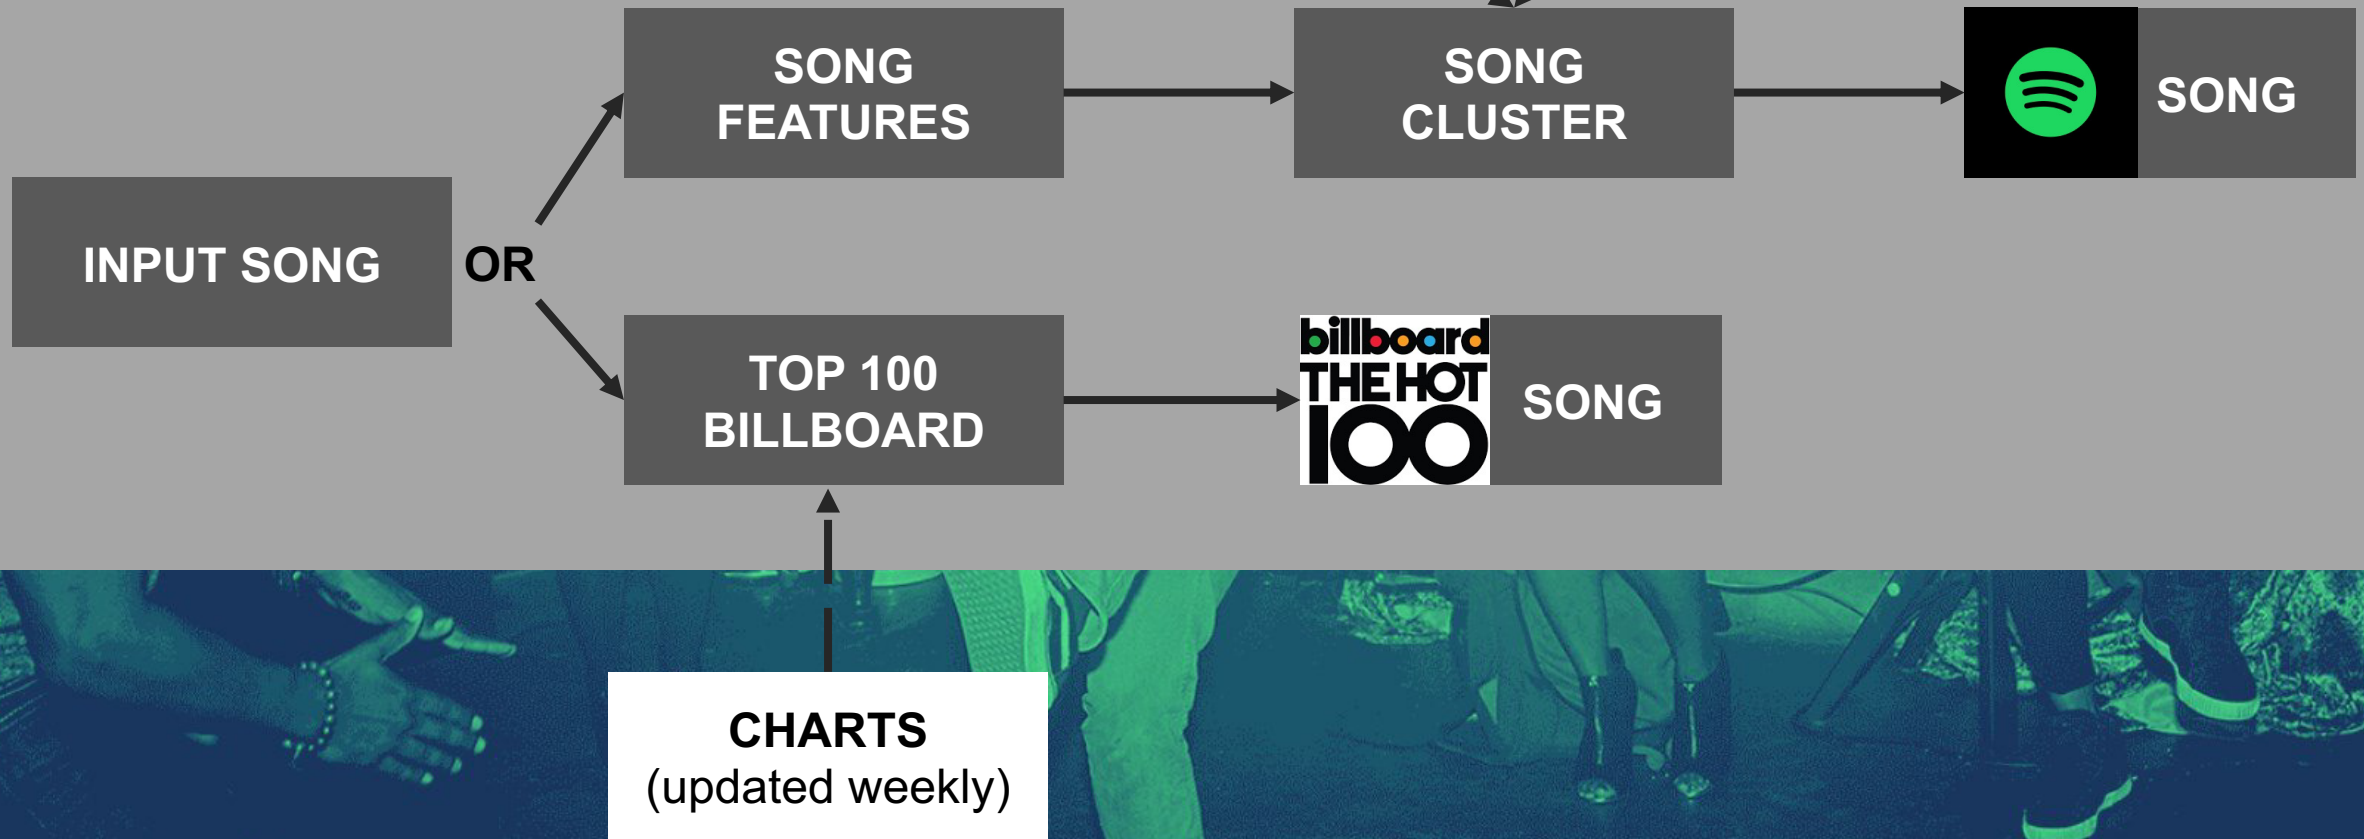 SONG
FEATURES
SONG
CLUSTER
SONG
INPUT SONG
OR
TOP 100
BILLBOARD
billboard
THE HOT
100
SONG
CHARTS
(updated weekly)